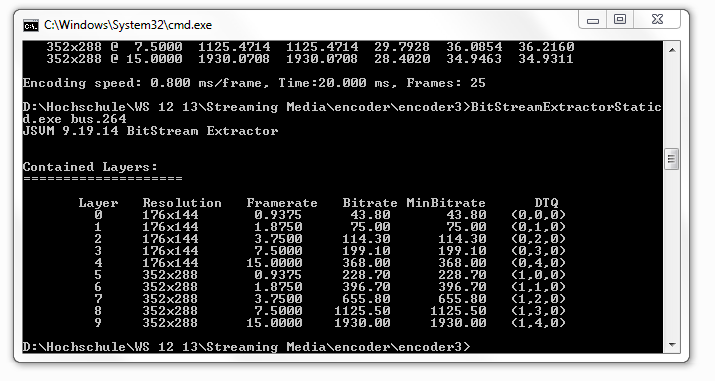 C:\Windows\System32\cmd.exe
352x288 @ 7.5000 1125.4714 1125.4714 29.7928 36.0854 36.2160
352x288 @ 15.0000 1930.0708 1930.0708 28.4020 34.9463 34.9311
Encoding speed: 0.800 ms/frame, Time:20.000 ms, Frames: 25
D:\Hochschule\WS 12 13\Streaming Media\encoder\encoder3>BitStreamExtractorStatic
d.exe bus.264
JSVM 9.19.14 BitStream Extractor
Contained Layers:
====================
Layer Resolution Framerate Bitrate MinBitrate DTQ
0 176x144 0.9375 43.80 43.80 (0,0,0)
1 176x144 1.8750 75.00 75.00 (0,1,0)
2 176x144 3.7500 114.30 114.30 (0,2,0)
3 176x144 7.5000 199.10 199.10 (0,3,0)
4 176x144 15.0000 368.00 368.00 (0,4,0)
5 352x288 0.9375 228.70 228.70 (1,0,0)
6 352x288 1.8750 396.70 396.70 (1,1,0)
7 352x288 3.7500 655.80 655.80 (1,2,0)
8 352x288 7.5000 1125.50 1125.50 (1,3,0)
9 352x288 15.0000 1930.00 1930.00 (1,4,0)
D:\Hochschule\WS 12 13\Streaming Media\encoder\encoder3>